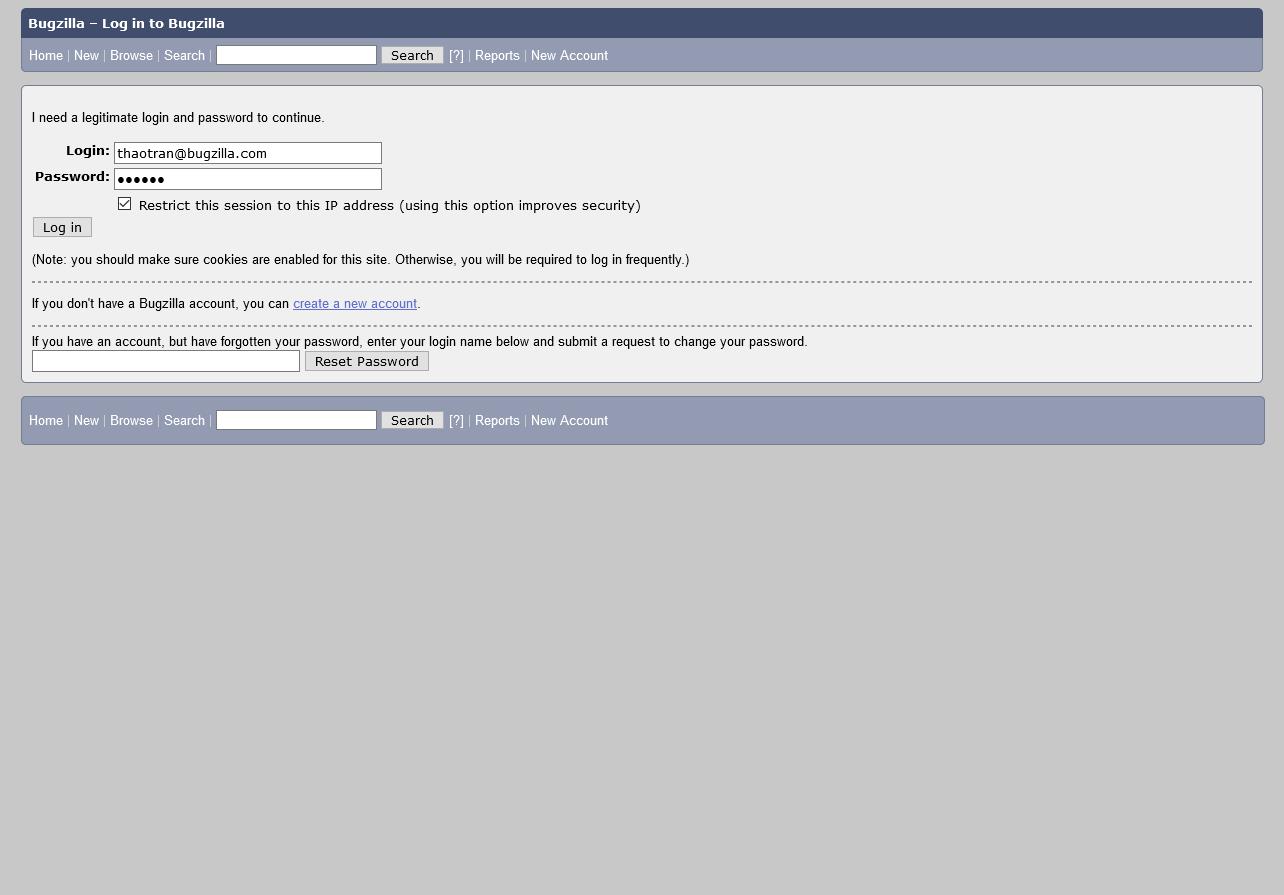 Bugzilla – Log in to Bugzilla
Home | New | Browse | Search | Search [?] | Reports | New Account
I need a legitimate login and password to continue.
Login: thaotran@bugzilla.com
Password: ●●●●●●
Restrict this session to this IP address (using this option improves security)
Log in
(Note: you should make sure cookies are enabled for this site. Otherwise, you will be required to log in frequently.)
If you don't have a Bugzilla account, you can create a new account.
If you have an account, but have forgotten your password, enter your login name below and submit a request to change your password.
Reset Password
Home | New | Browse | Search | Search [?] | Reports | New Account